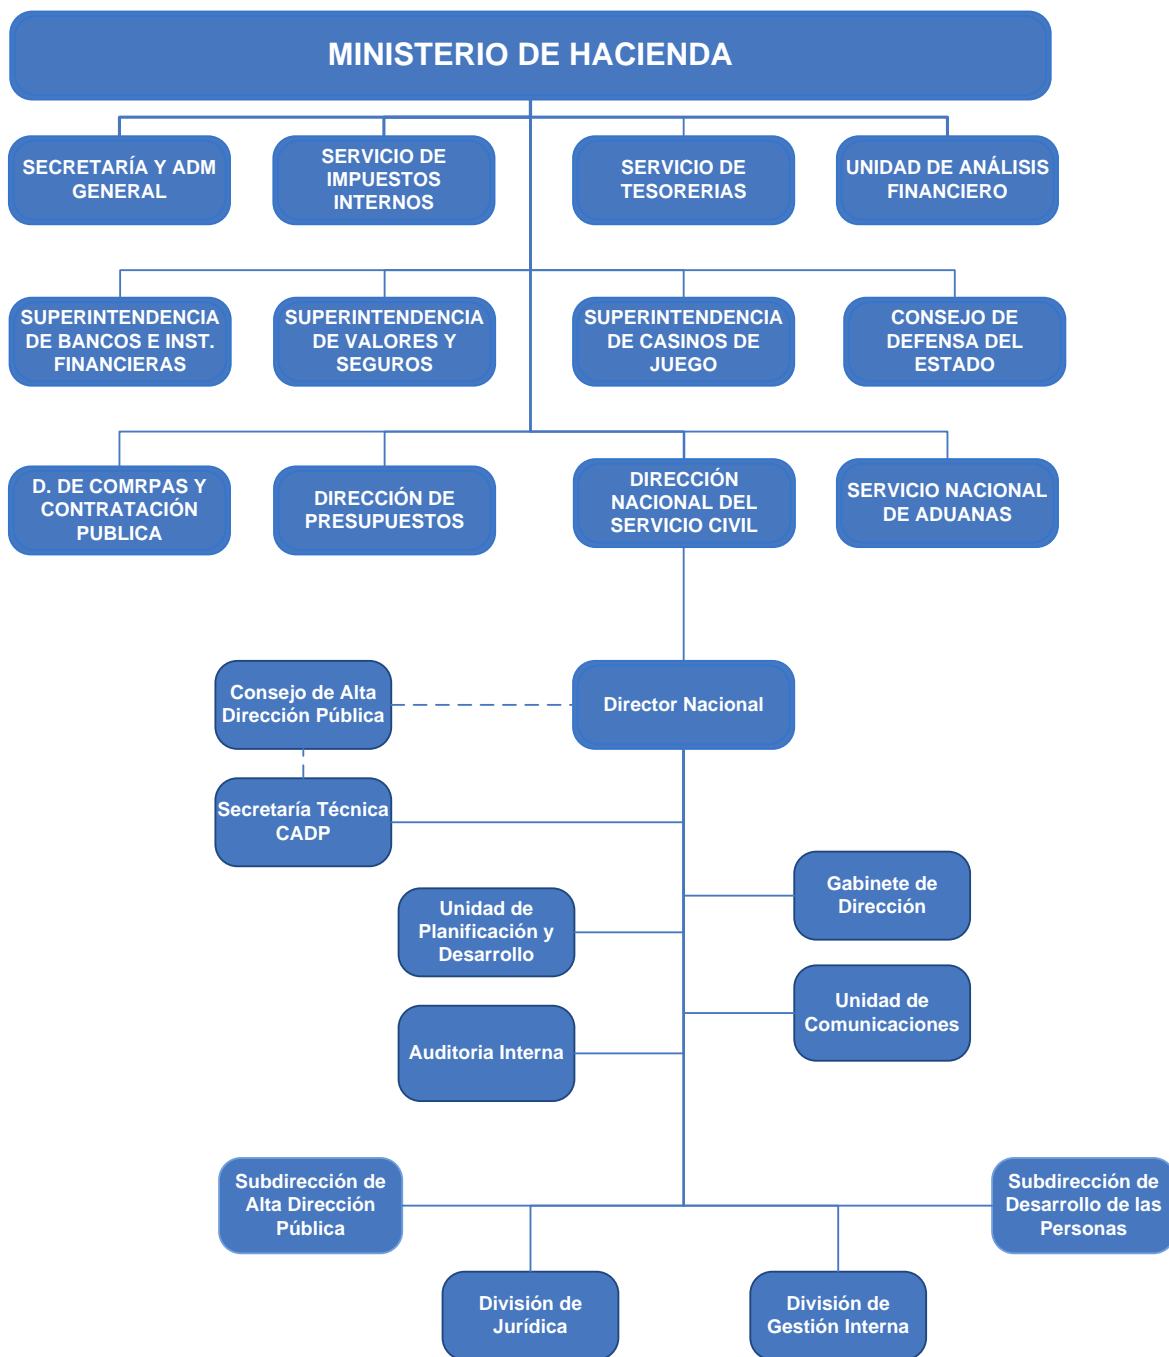 MINISTERIO DE HACIENDA
SECRETARÍA Y ADM
GENERAL
SERVICIO DE
IMPUESTOS
INTERNOS
SERVICIO DE
TESORERIAS
UNIDAD DE ANÁLISIS
FINANCIERO
SUPERINTENDENCIA
DE BANCOS E INST.
FINANCIERAS
SUPERINTENDENCIA
DE VALORES Y
SEGUROS
SUPERINTENDENCIA
DE CASINOS DE
JUEGO
CONSEJO DE
DEFENSA DEL
ESTADO
D. DE COMRPAS Y
CONTRATACIÓN
PUBLICA
DIRECCIÓN DE
PRESUPUESTOS
DIRECCIÓN
NACIONAL DEL
SERVICIO CIVIL
SERVICIO NACIONAL
DE ADUANAS
Consejo de Alta
Dirección Pública
Director Nacional
Secretaría Técnica
CADP
Gabinete de
Dirección
Unidad de
Planificación y
Desarrollo
Unidad de
Comunicaciones
Auditoria Interna
Subdirección de
Alta Dirección
Pública
Subdirección de
Desarrollo de las
Personas
División de
Jurídica
División de
Gestión Interna